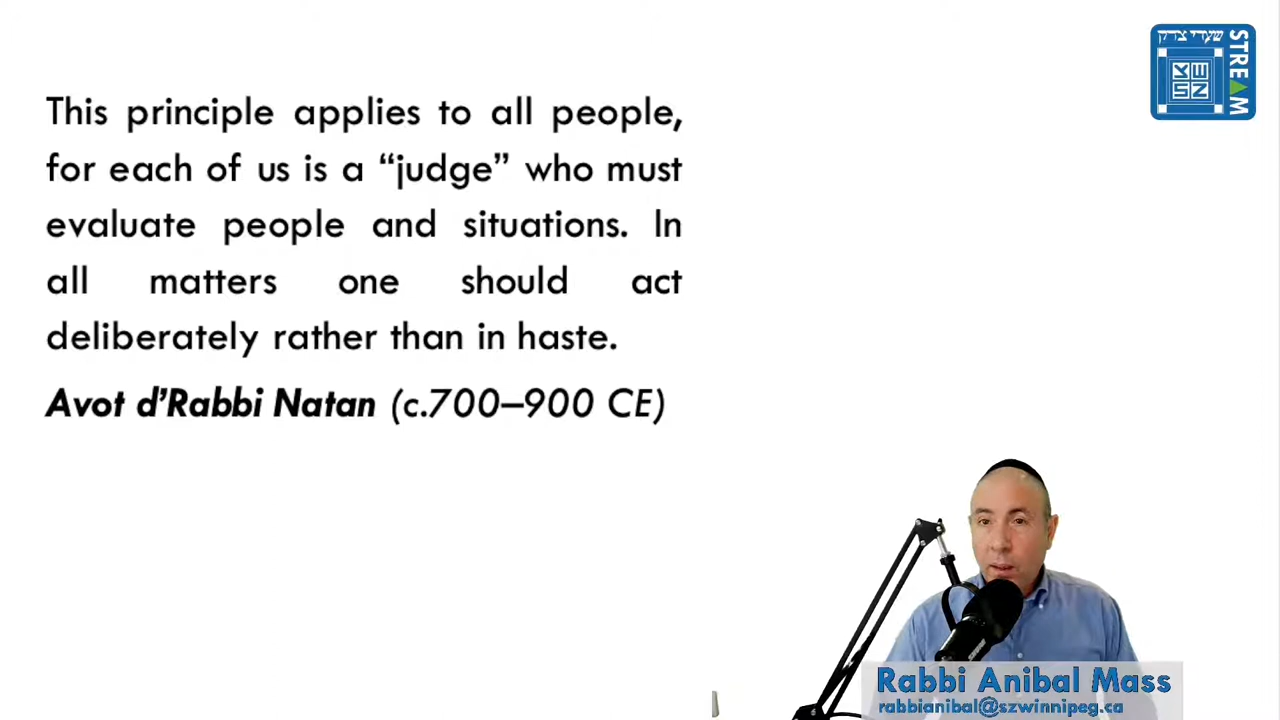 This principle applies to all people,
for each of us is a “judge” who must
evaluate people and situations. In
all matters one should act
deliberately rather than in haste.
Avot d’Rabbi Natan (c.700–900 CE)
שערי צדק
STREAM
Rabbi Anibal Mass
rabbianibal@szwinnipeg.ca